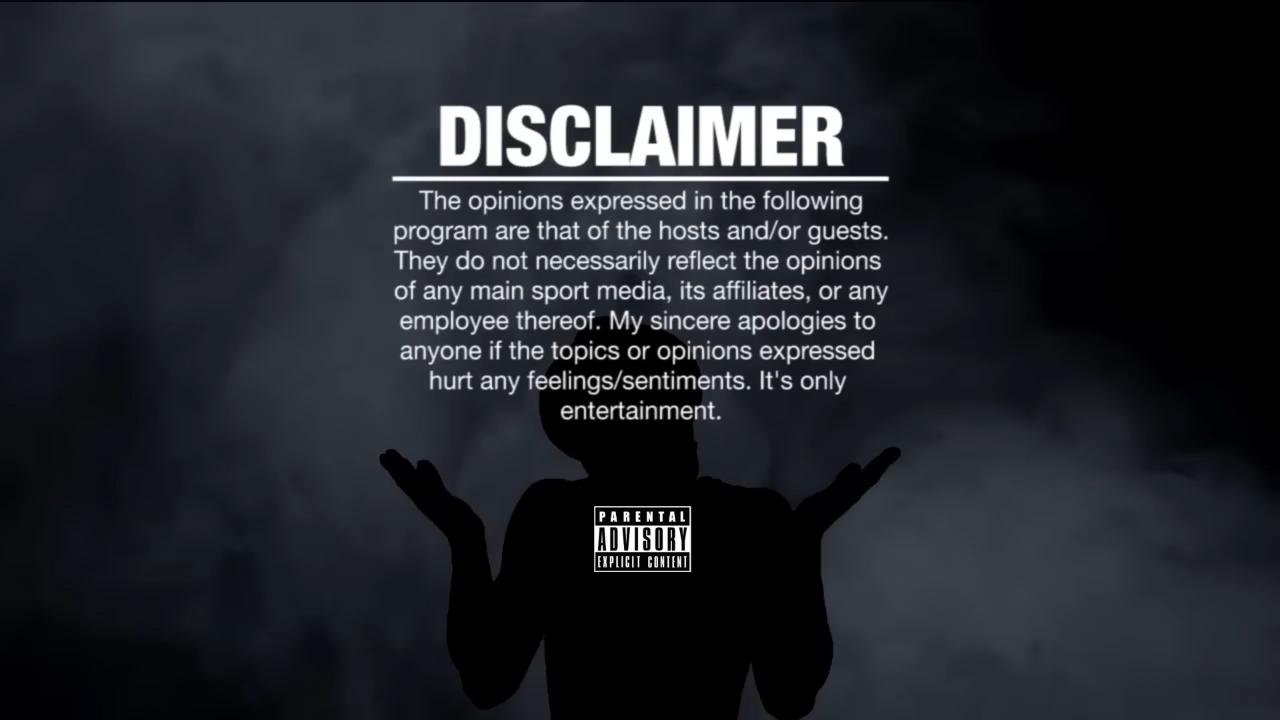 DISCLAIMER
The opinions expressed in the following
program are that of the hosts and/or guests.
They do not necessarily reflect the opinions
of any main sport media, its affiliates, or any
employee thereof. My sincere apologies to
anyone if the topics or opinions expressed
hurt any feelings/sentiments. It's only
entertainment.
PARENTAL
ADVISORY
EXPLICIT CONTENT